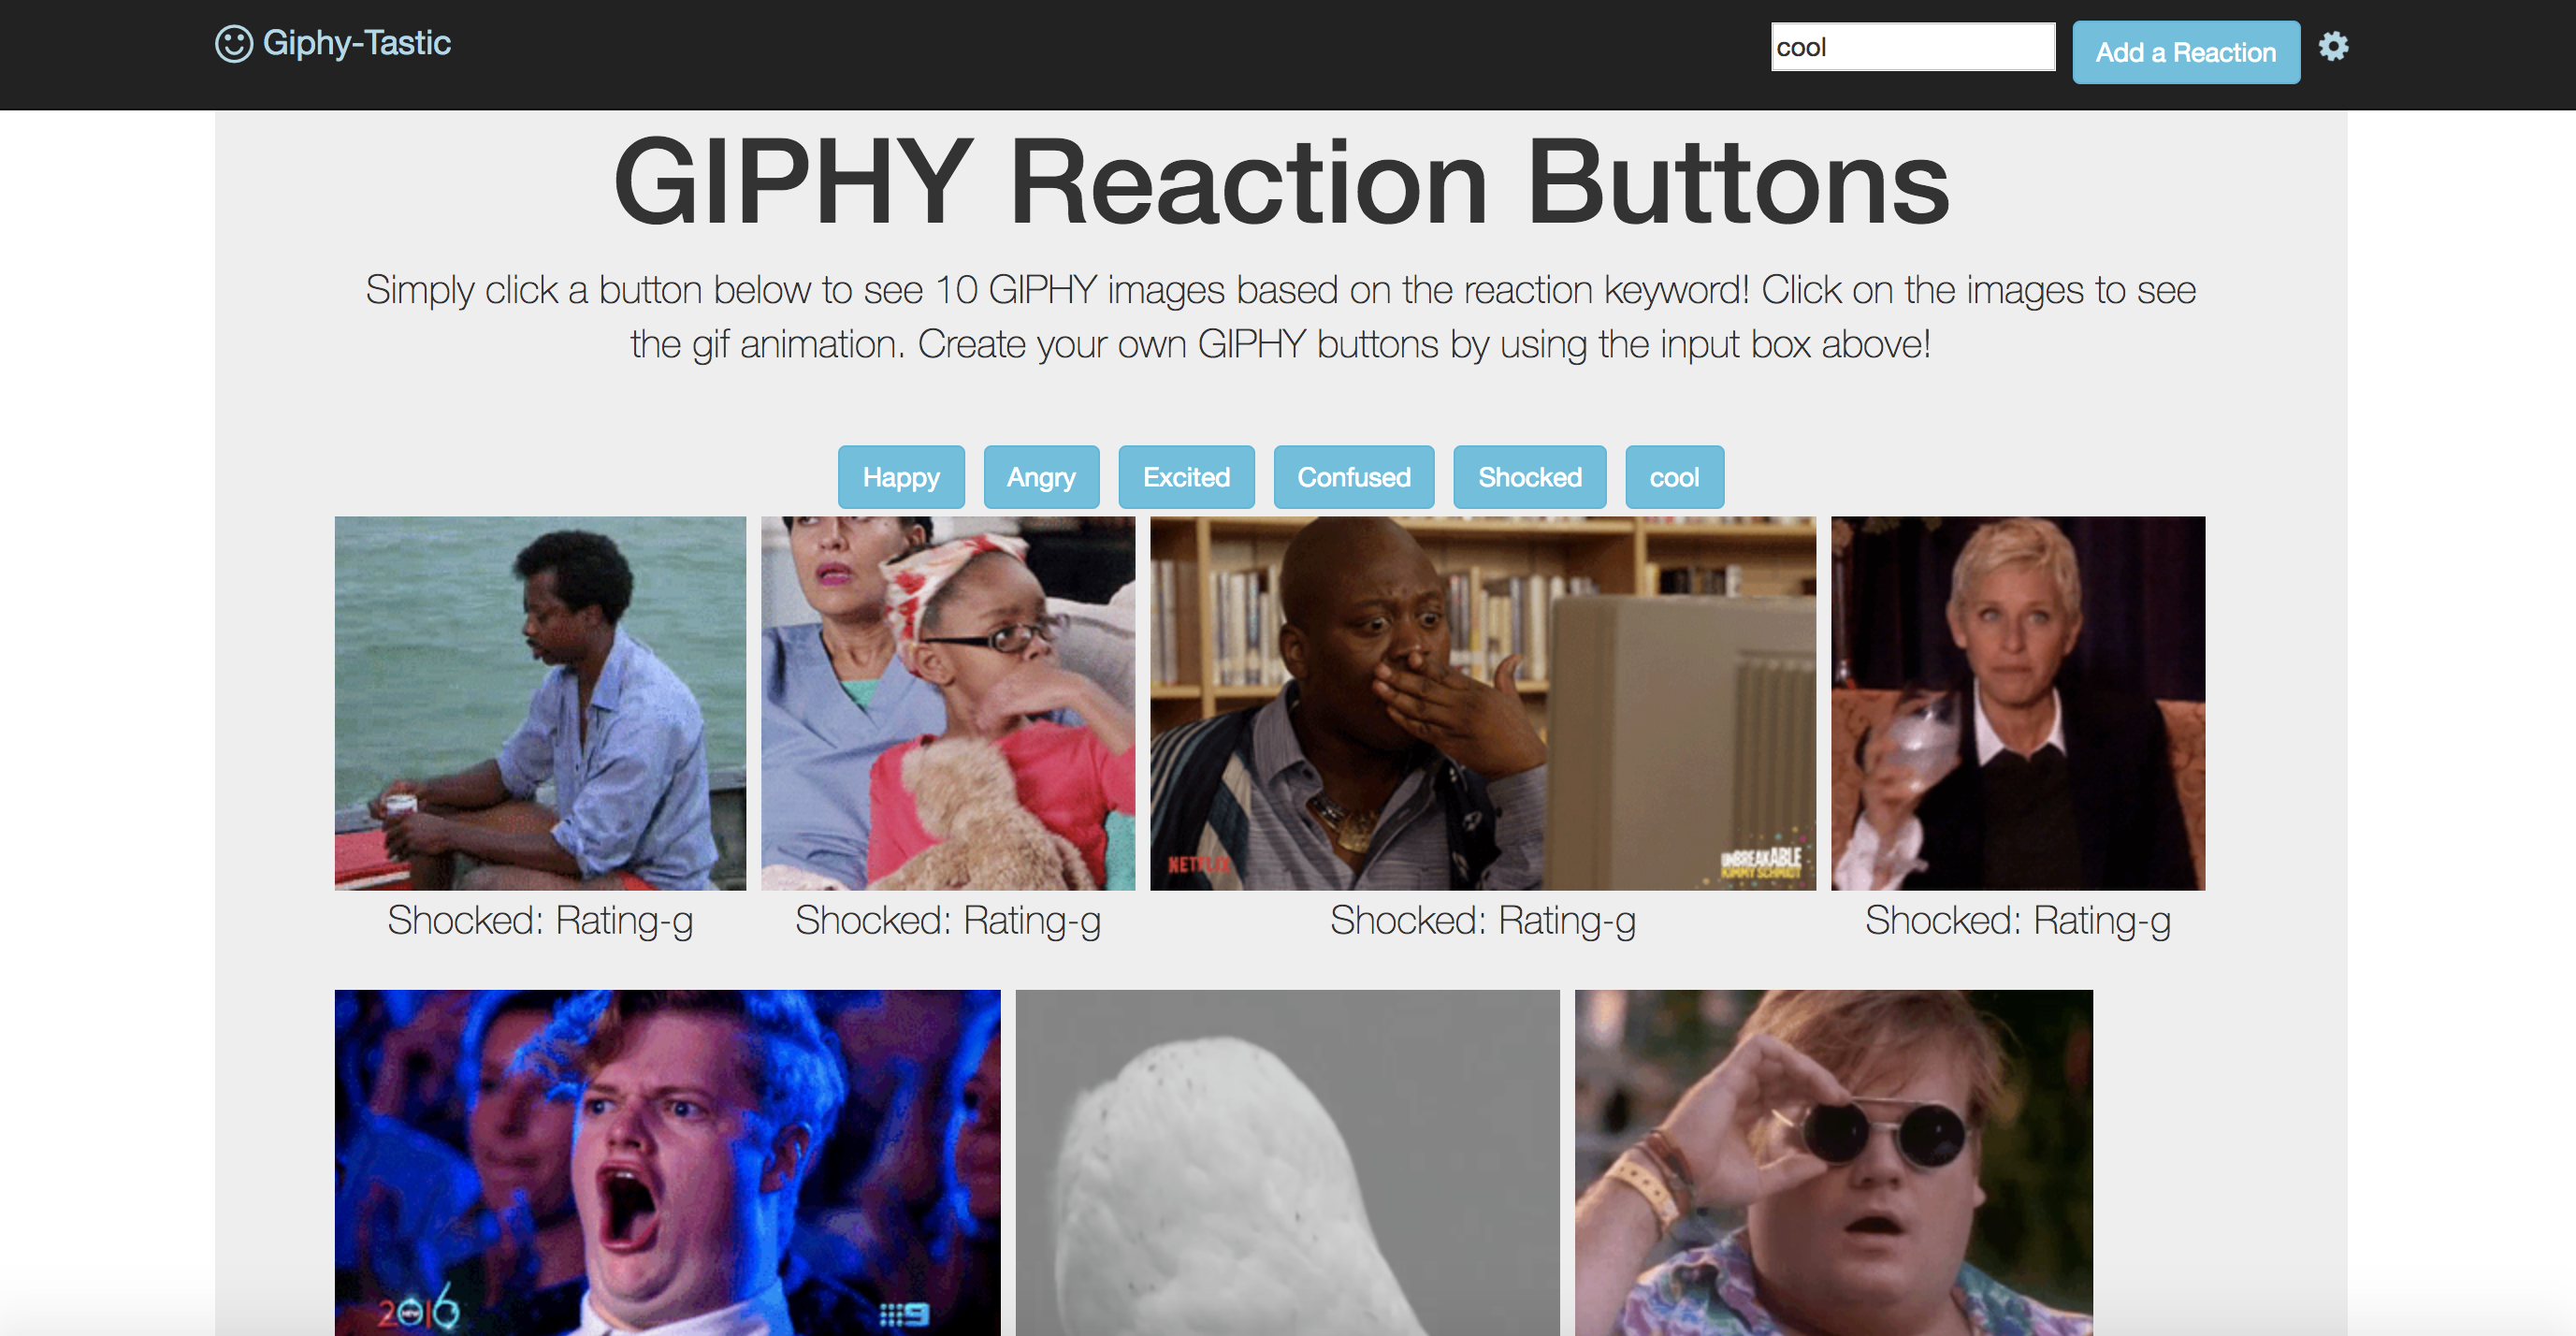 Giphy-Tastic
cool
Add a Reaction
GIPHY Reaction Buttons
Simply click a button below to see 10 GIPHY images based on the reaction keyword! Click on the images to see
the gif animation. Create your own GIPHY buttons by using the input box above!
Happy
Angry
Excited
Confused
Shocked
cool
NETFLIX
UNBREAKABLE
KIMMY SCHMIDT
Shocked: Rating-g
Shocked: Rating-g
Shocked: Rating-g
Shocked: Rating-g
2016
9